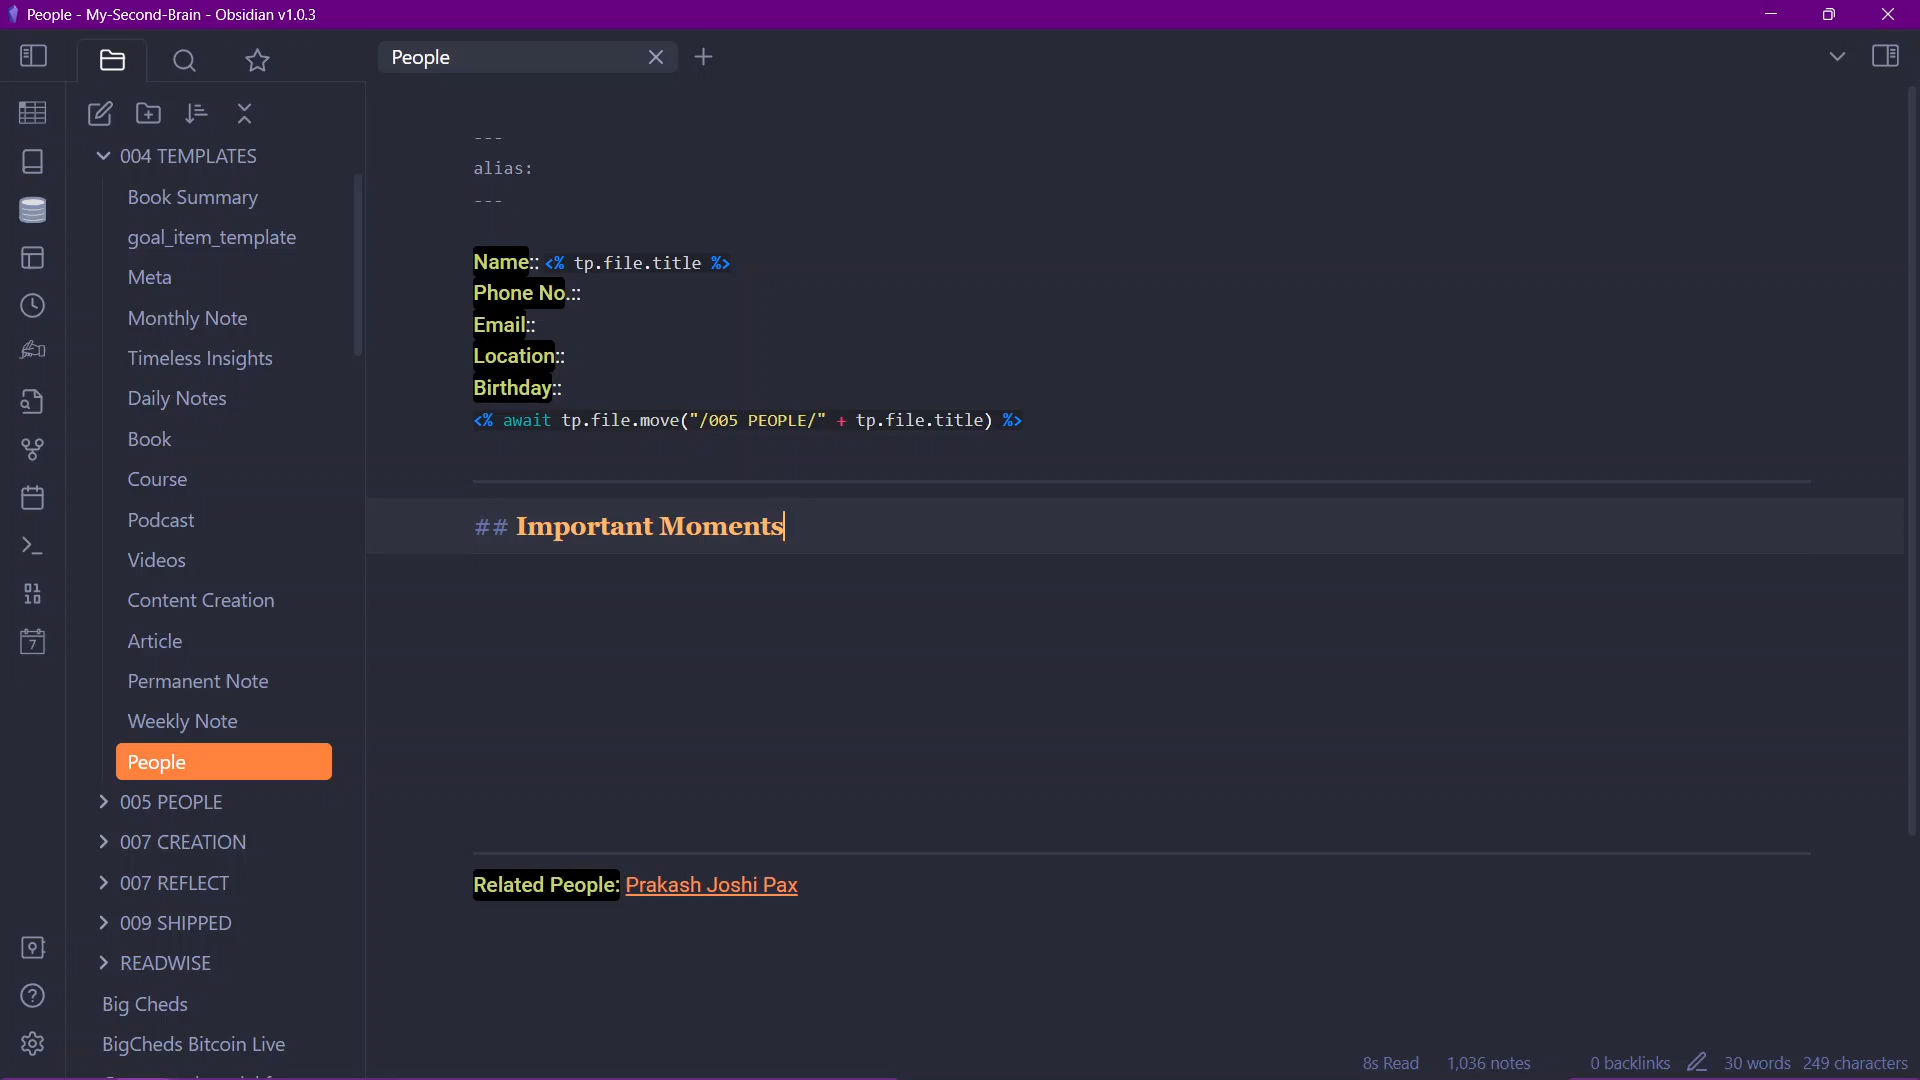 People - My-Second-Brain - Obsidian v1.0.3
People
004 TEMPLATES
Book Summary
goal_item_template
Meta
Monthly Note
Timeless Insights
Daily Notes
Book
Course
Podcast
Videos
Content Creation
Article
Permanent Note
Weekly Note
People
005 PEOPLE
007 CREATION
007 REFLECT
009 SHIPPED
READWISE
Big Cheds
BigCheds Bitcoin Live
7
---
alias:
---
Name:: <% tp.file.title %>
Phone No.::
Email::
Location::
Birthday::
<% await tp.file.move("/005 PEOPLE/" + tp.file.title) %>
## Important Moments
Related People: Prakash Joshi Pax
8s Read 1,036 notes 0 backlinks 30 words 249 characters